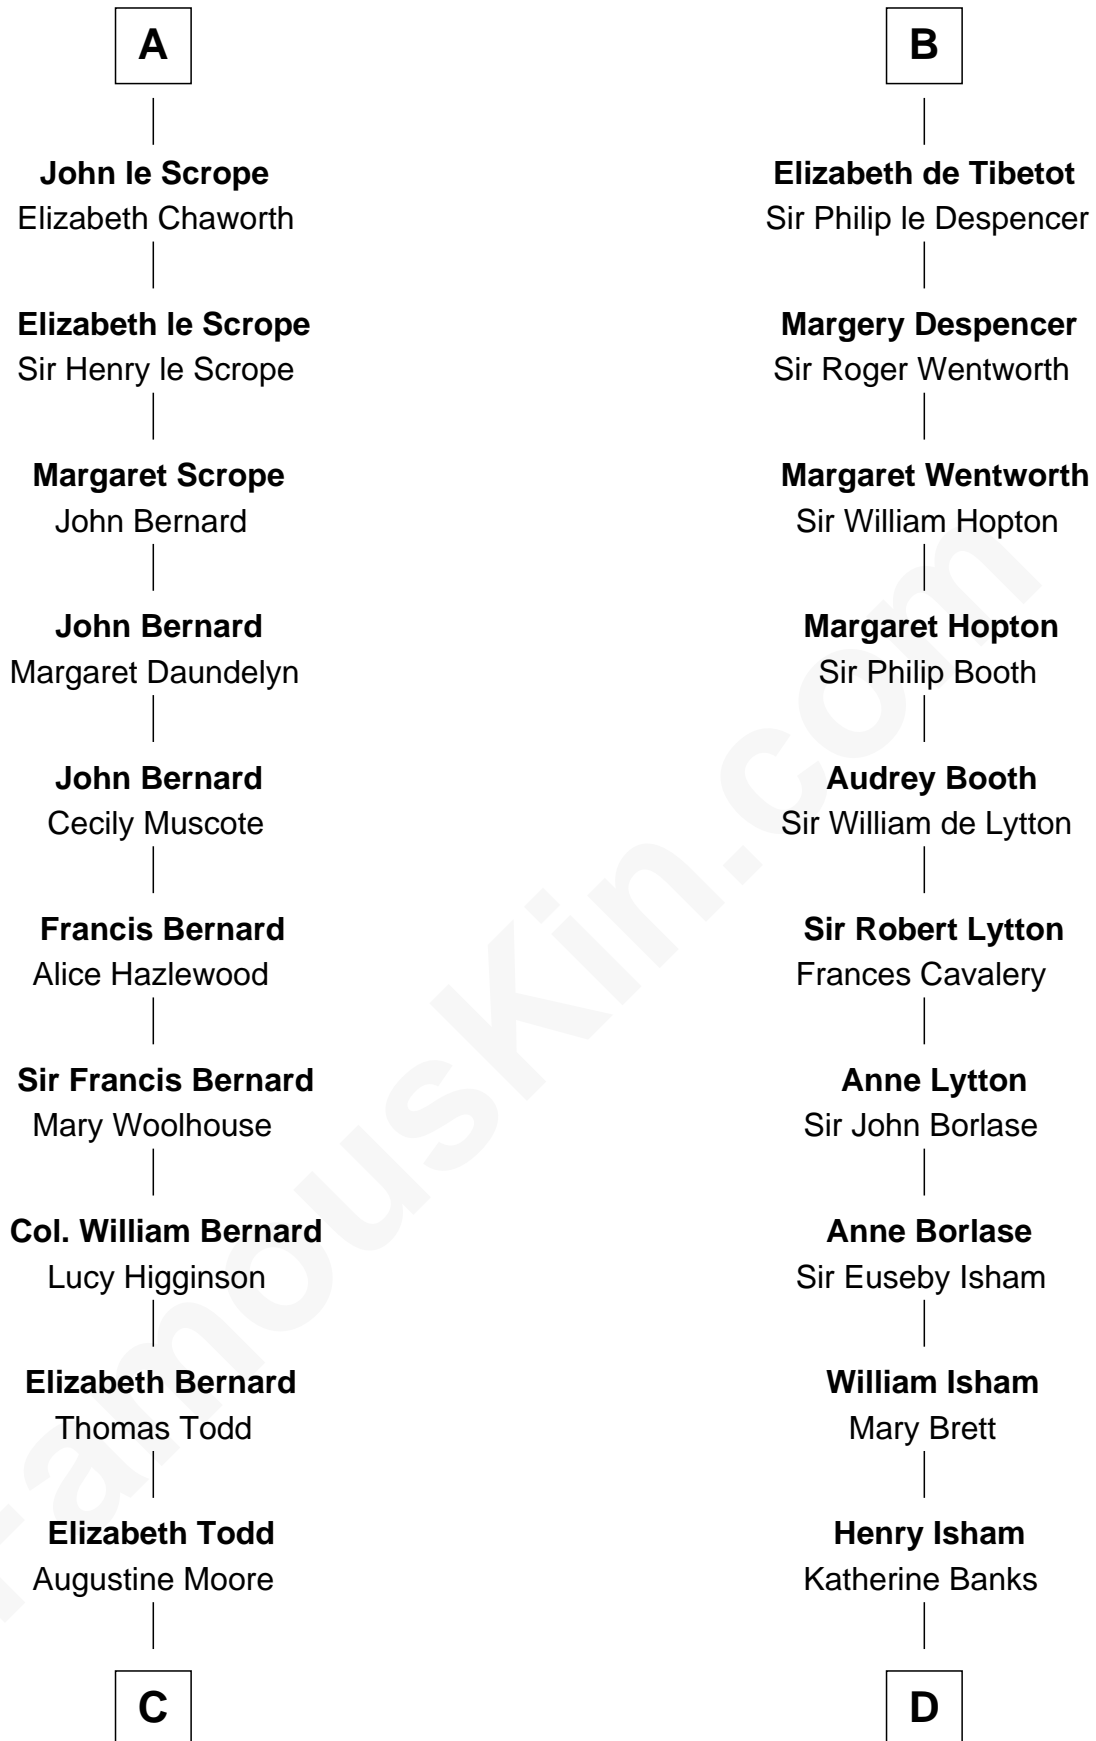 A
John le Scrope
Elizabeth Chaworth
Elizabeth le Scrope
Sir Henry le Scrope
Margaret Scrope
John Bernard
John Bernard
Margaret Daundelyn
John Bernard
Cecily Muscote
Francis Bernard
Alice Hazlewood
Sir Francis Bernard
Mary Woolhouse
Col. William Bernard
Lucy Higginson
Elizabeth Bernard
Thomas Todd
Elizabeth Todd
Augustine Moore
C
B
Elizabeth de Tibetot
Sir Philip le Despencer
Margery Despencer
Sir Roger Wentworth
Margaret Wentworth
Sir William Hopton
Margaret Hopton
Sir Philip Booth
Audrey Booth
Sir William de Lytton
Sir Robert Lytton
Frances Cavalery
Anne Lytton
Sir John Borlase
Anne Borlase
Sir Euseby Isham
William Isham
Mary Brett
Henry Isham
Katherine Banks
D
FamousKin.com